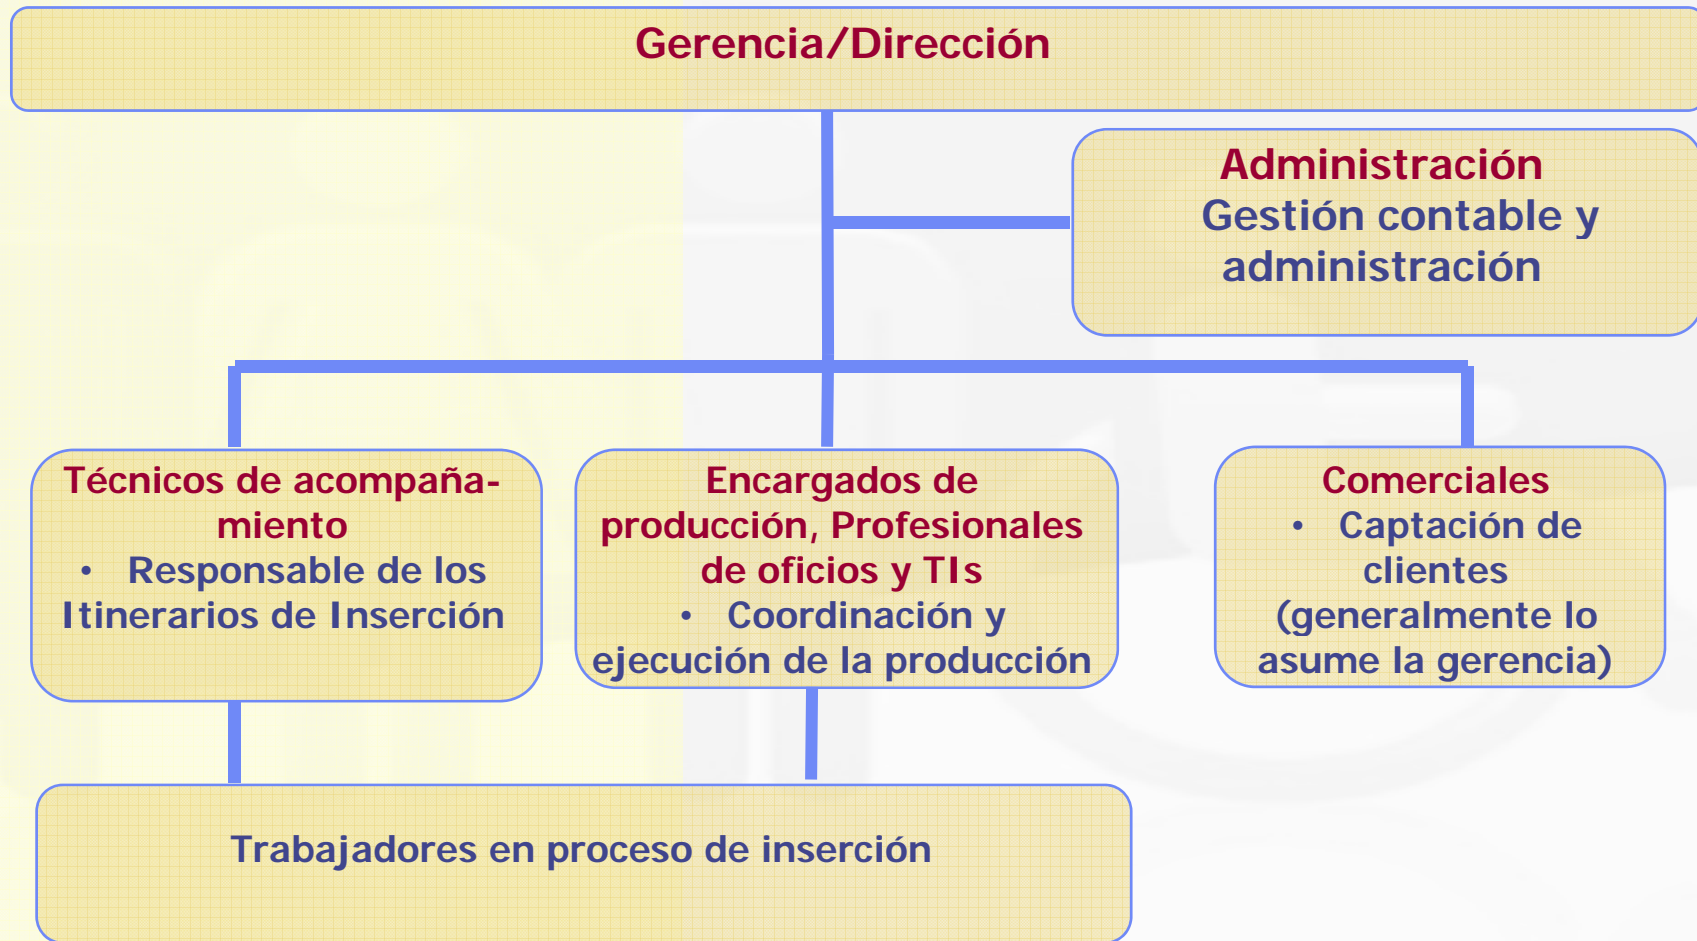 Gerencia/Dirección
Administración
Gestión contable y
administración
Técnicos de acompaña-
miento
• Responsable de los
Itinerarios de Inserción
Encargados de
producción, Profesionales
de oficios y TIs
• Coordinación y
ejecución de la producción
Comerciales
• Captación de
clientes
(generalmente lo
asume la gerencia)
Trabajadores en proceso de inserción